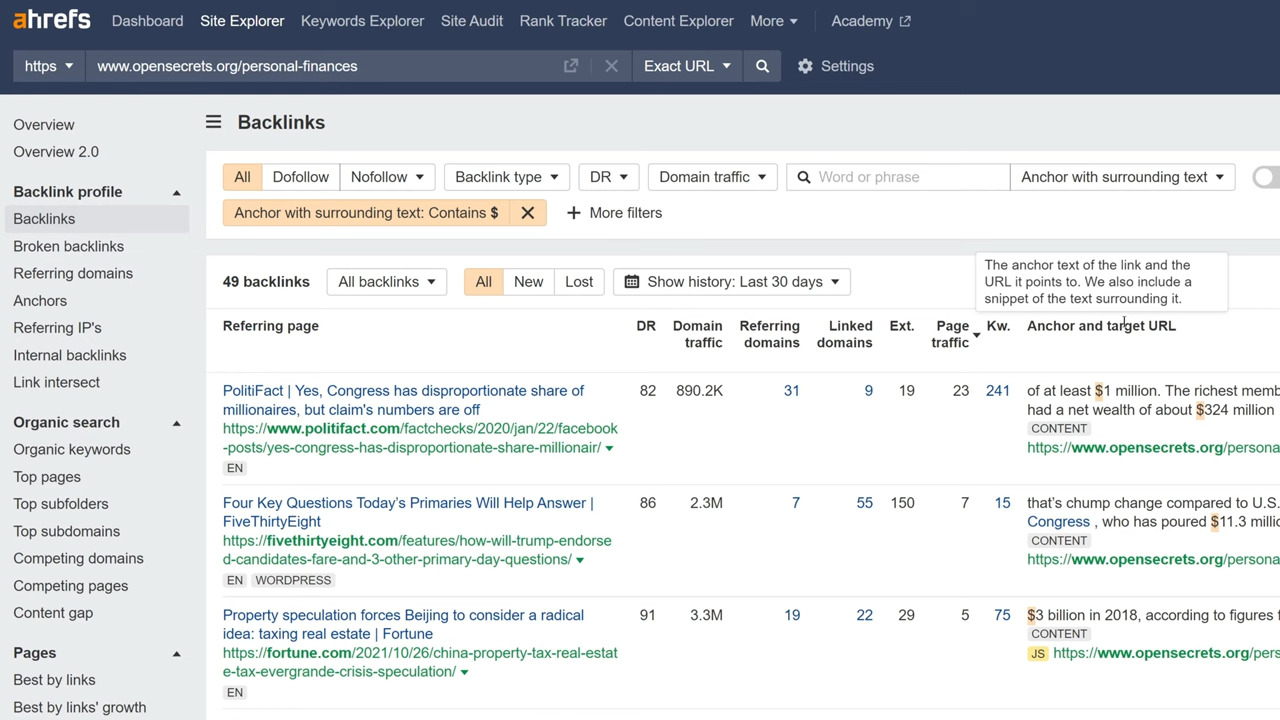 ahrefs Dashboard Site Explorer Keywords Explorer Site Audit Rank Tracker Content Explorer More Academy
https www.opensecrets.org/personal-finances Exact URL Settings
Overview
Overview 2.0
Backlink profile
Backlinks
Broken backlinks
Referring domains
Anchors
Referring IP's
Internal backlinks
Link intersect
Organic search
Organic keywords
Top pages
Top subfolders
Top subdomains
Competing domains
Competing pages
Content gap
Pages
Best by links
Best by links' growth
Backlinks
All Dofollow Nofollow Backlink type DR Domain traffic Word or phrase Anchor with surrounding text
Anchor with surrounding text: Contains $ + More filters
The anchor text of the link and the
URL it points to. We also include a
snippet of the text surrounding it.
49 backlinks All backlinks All New Lost Show history: Last 30 days
Referring page DR Domain traffic Referring domains Linked domains Ext. Page traffic Kw. Anchor and target URL
PolitiFact | Yes, Congress has disproportionate share of 82 890.2K 31 9 19 23 241 of at least $1 million. The richest memb
millionaires, but claim's numbers are off had a net wealth of about $324 million
https://www.politifact.com/factchecks/2020/jan/22/facebook CONTENT
-posts/yes-congress-has-disproportionate-share-millionair/ https://www.opensecrets.org/persona
EN
Four Key Questions Today's Primaries Will Help Answer | 86 2.3M 7 55 150 7 15 that's chump change compared to U.S.
FiveThirtyEight Congress , who has poured $11.3 millio
https://fivethirtyeight.com/features/how-will-trump-endorse CONTENT
d-candidates-fare-and-3-other-primary-day-questions/ https://www.opensecrets.org/persona
EN WORDPRESS
Property speculation forces Beijing to consider a radical 91 3.3M 19 22 29 5 75 $3 billion in 2018, according to figures f
idea: taxing real estate | Fortune CONTENT
https://fortune.com/2021/10/26/china-property-tax-real-estat JS https://www.opensecrets.org/pers
e-tax-evergrande-crisis-speculation/
EN